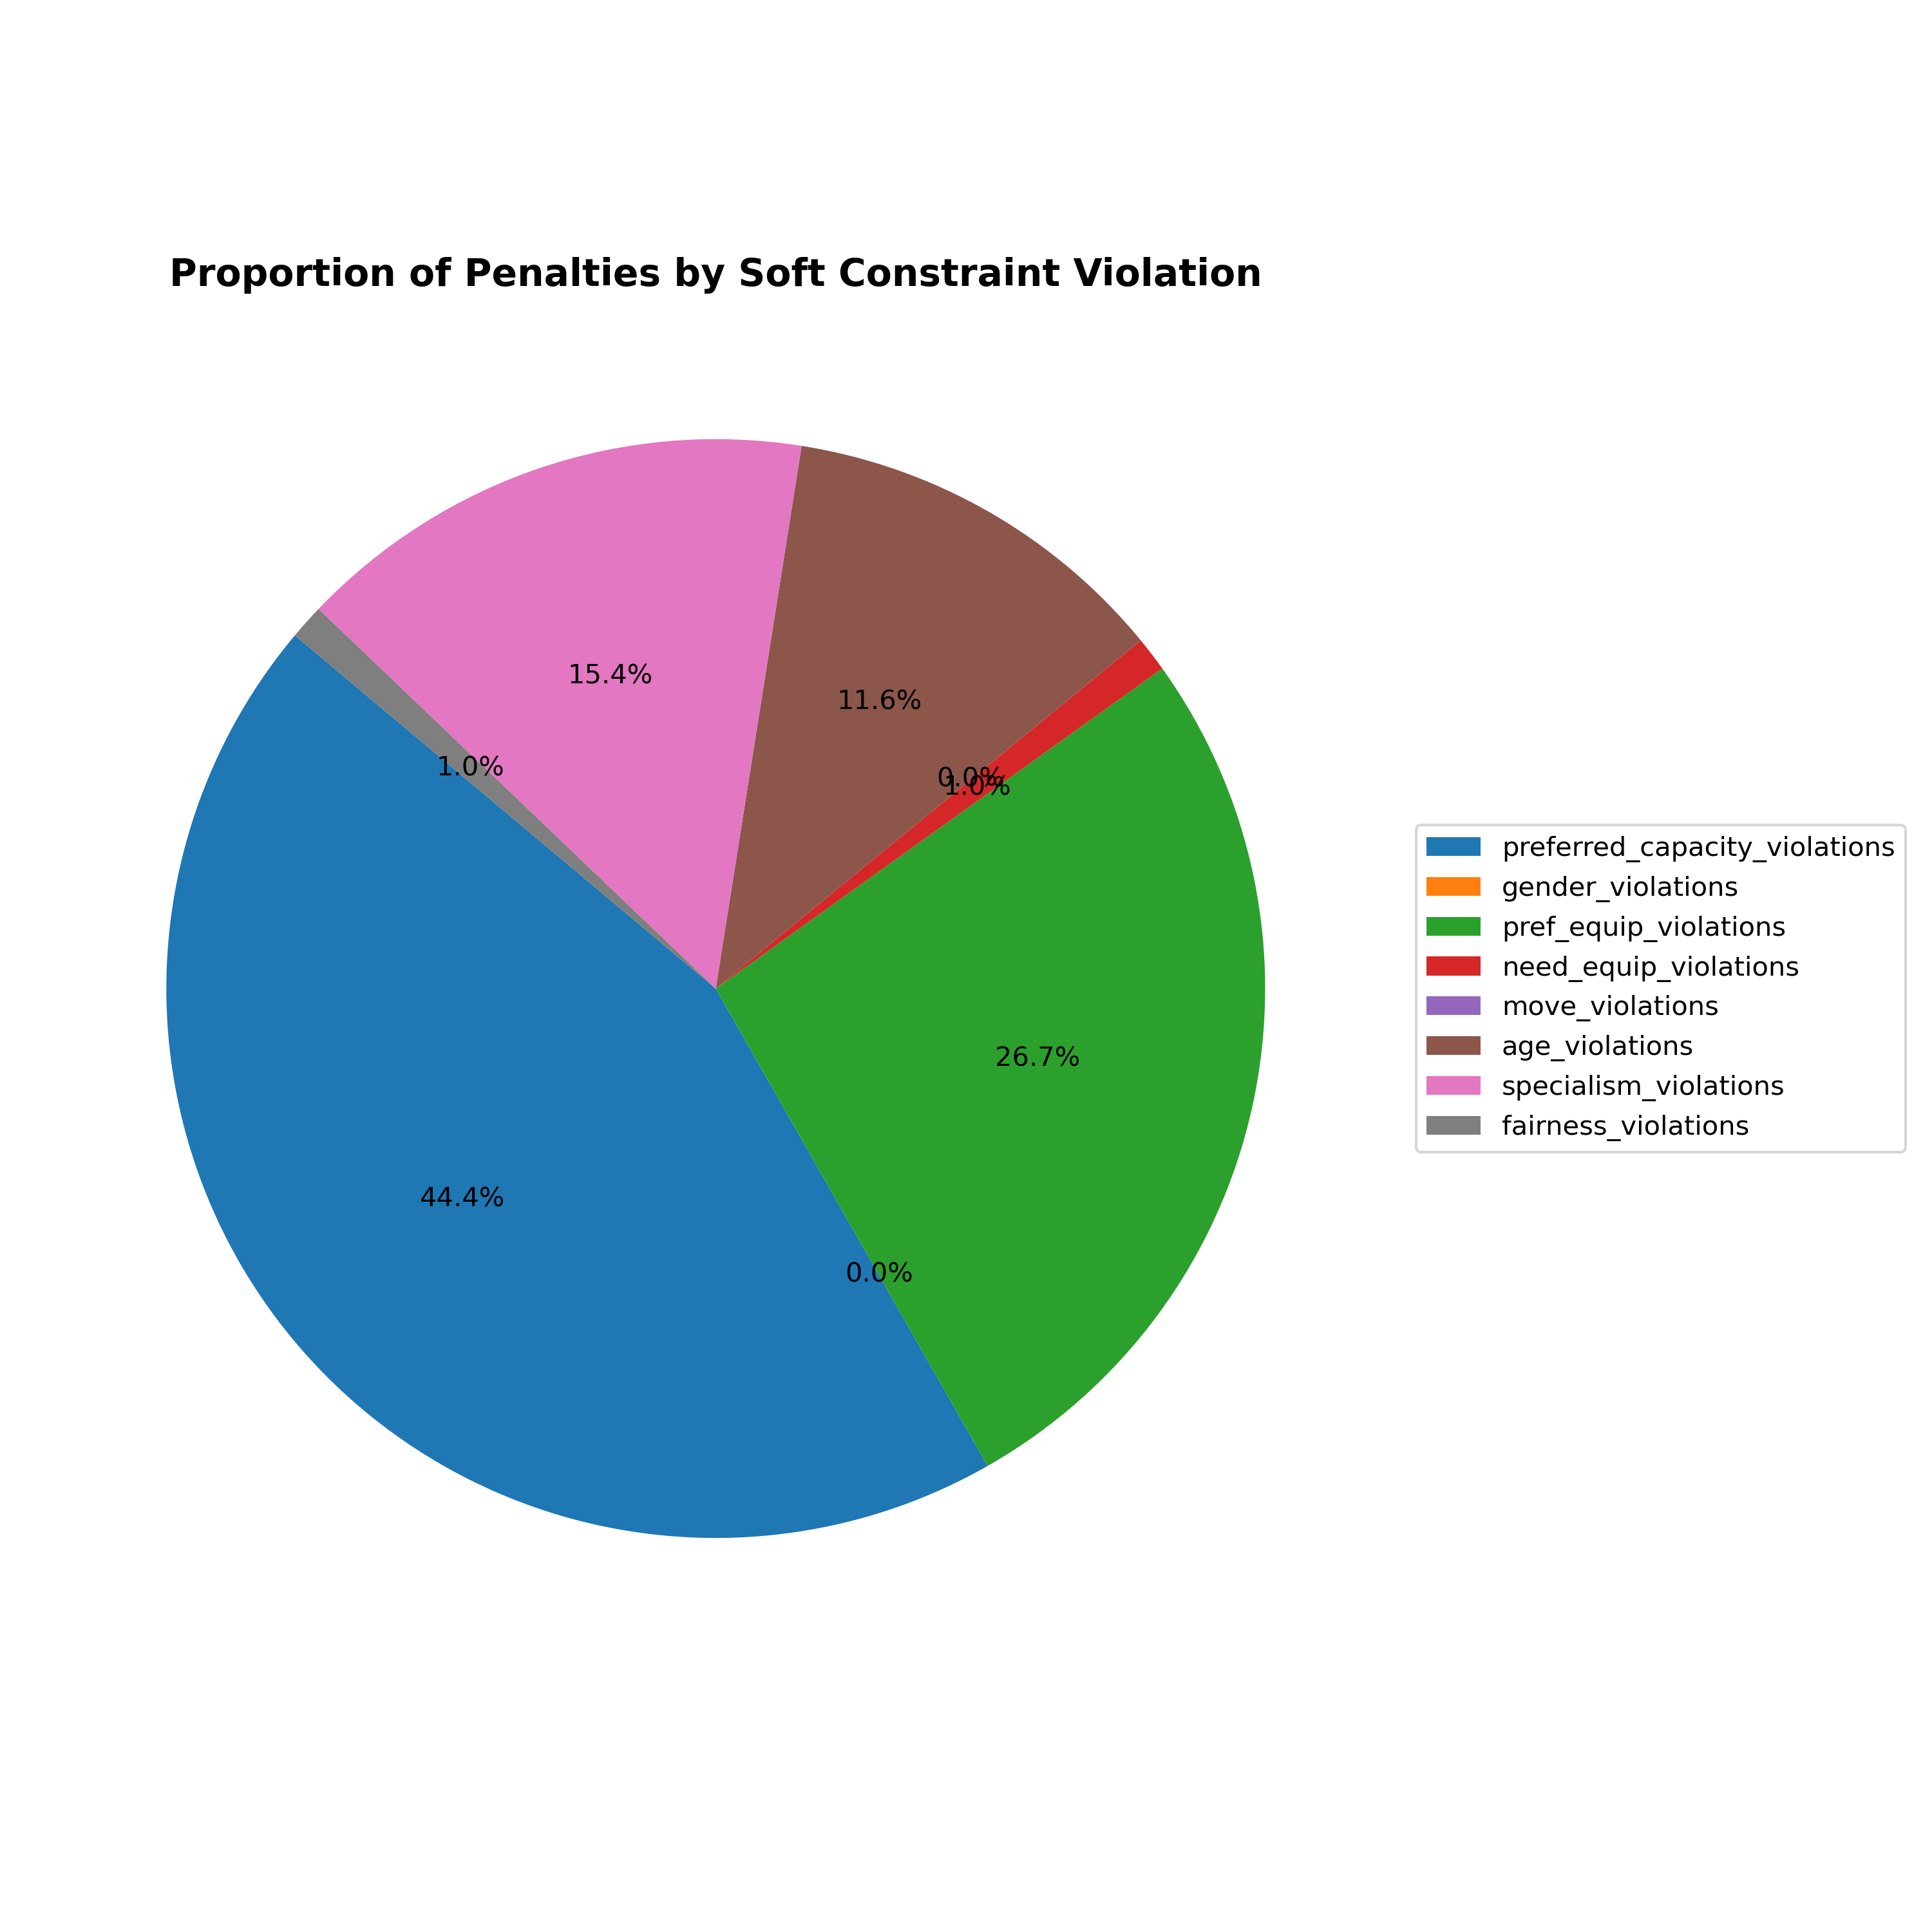 Proportion of Penalties by Soft Constraint Violation
15.4%
11.6%
1.0%
0.0%
1.0%
26.7%
44.4%
0.0%
preferred_capacity_violations
gender_violations
pref_equip_violations
need_equip_violations
move_violations
age_violations
specialism_violations
fairness_violations